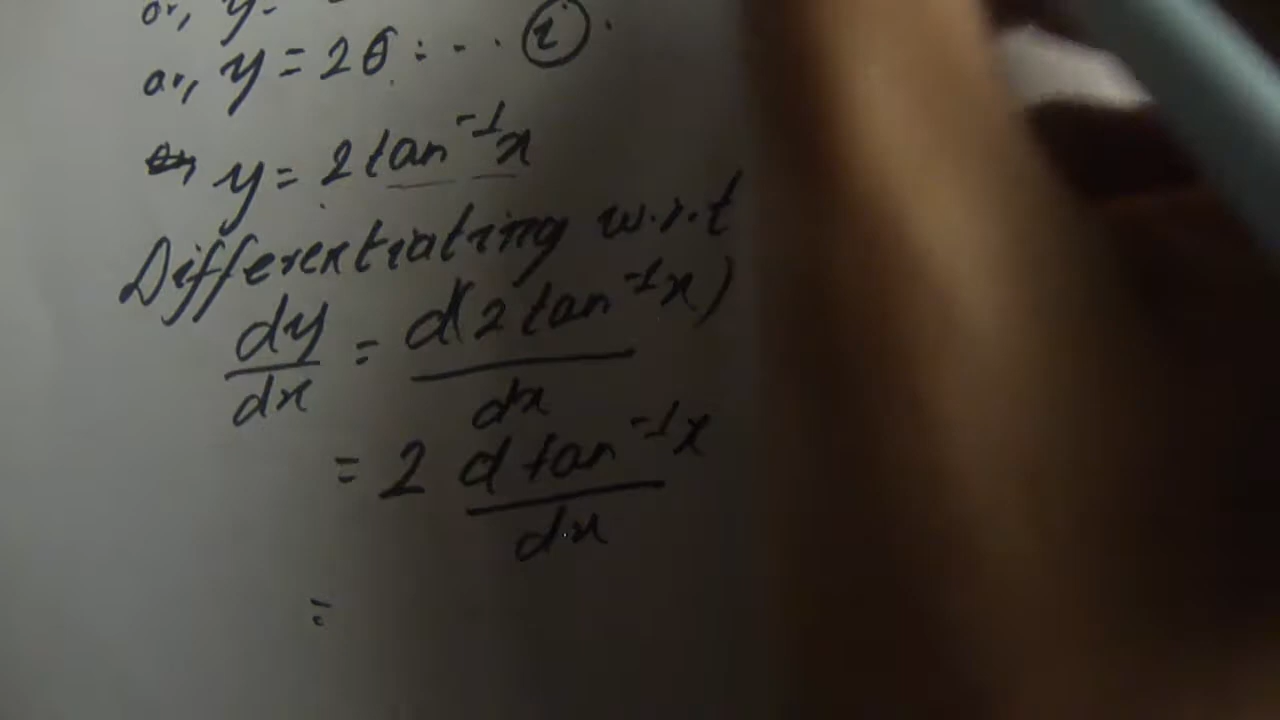 or, y =
or, y = 2θ : - - . (i) .
y = 2 tan⁻¹x
Differentiating w.r.t
dy/dx = d(2 tan⁻¹x)/dx
= 2 d tan⁻¹x/dx
=